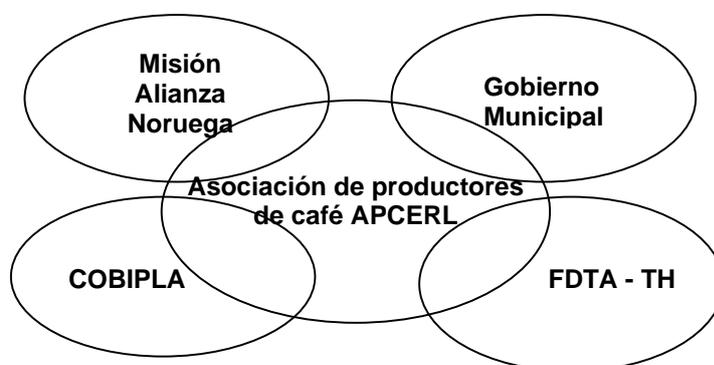 Misión
Alianza
Noruega
Gobierno
Municipal
Asociación de productores
de café APCERL
COBIPLA
FDTA - TH